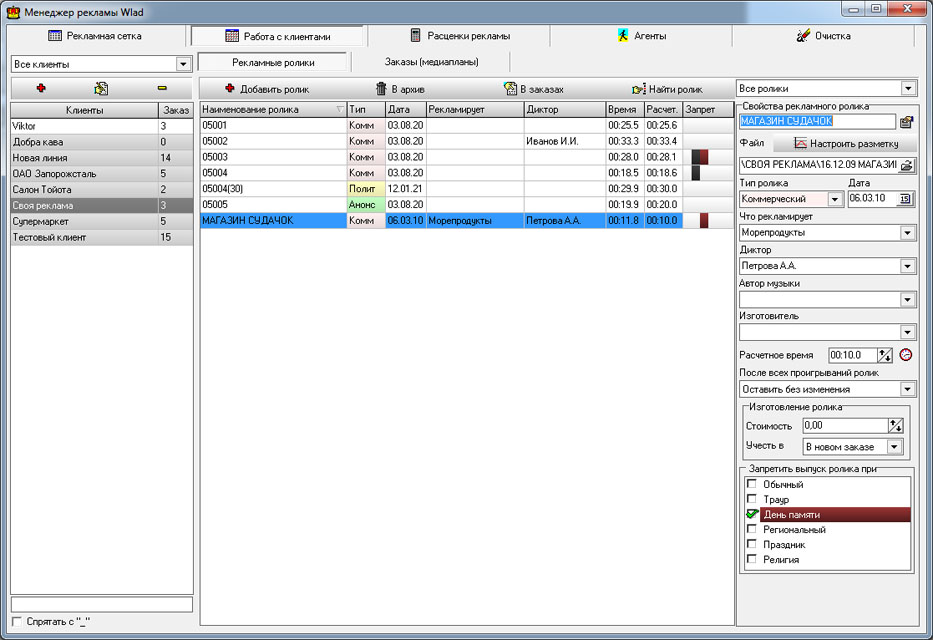 Менеджер рекламы Wlad
Рекламная сетка Работа с клиентами Расценки рекламы Агенты Очистка
Все клиенты Рекламные ролики Заказы (медиапланы)
Добавить ролик В архив В заказах Найти ролик Все ролики
Клиенты Заказ
Viktor 3
Добра кава 0
Новая линия 14
ОАО Запорожсталь 5
Салон Тойота 2
Своя реклама 3
Супермаркет 5
Тестовый клиент 15
Спрятать с "_"
Наименование ролика Тип Дата Рекламирует Диктор Время Расчет. Запрет
05001 Комм 03.08.20 00:25.5 00:25.6
05002 Комм 03.08.20 Иванов И.И. 00:33.3 00:33.4
05003 Комм 03.08.20 00:28.0 00:28.1
05004 Комм 03.08.20 00:18.5 00:18.6
05004(30) Полит 12.01.21 00:29.9 00:30.0
05005 Анонс 03.08.20 00:19.9 00:20.0
МАГАЗИН СУДАЧОК Комм 06.03.10 Морепродукты Петрова А.А. 00:11.8 00:10.0
Свойства рекламного ролика
МАГАЗИН СУДАЧОК
Файл Настроить разметку
\СВОЯ РЕКЛАМА\16.12.09 МАГАЗИ
Тип ролика Дата
Коммерческий 06.03.10 15
Что рекламирует
Морепродукты
Диктор
Петрова А.А.
Автор музыки
Изготовитель
Расчетное время 00:10.0
После всех проигрываний ролик
Оставить без изменения
Изготовление ролика
Стоимость 0,00
Учесть в В новом заказе
Запретить выпуск ролика при
Обычный
Траур
День памяти
Региональный
Праздник
Религия